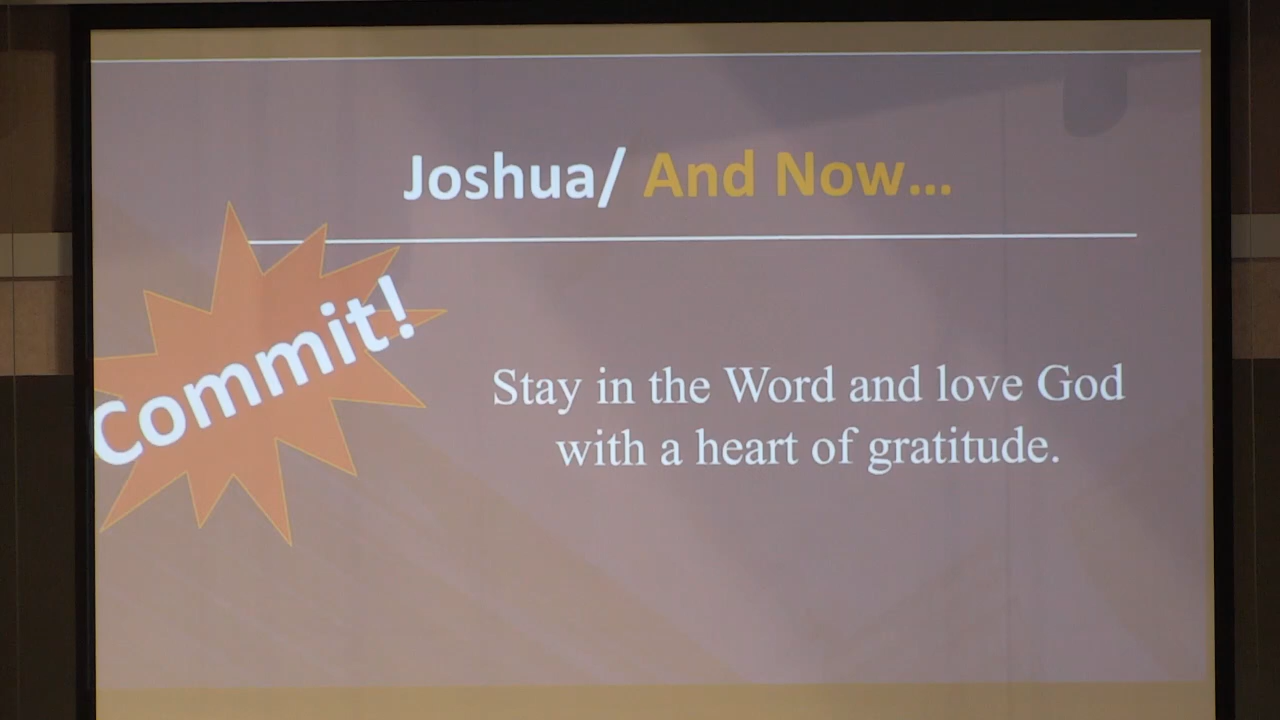 Joshua/ And Now...
Commit!
Stay in the Word and love God
with a heart of gratitude.